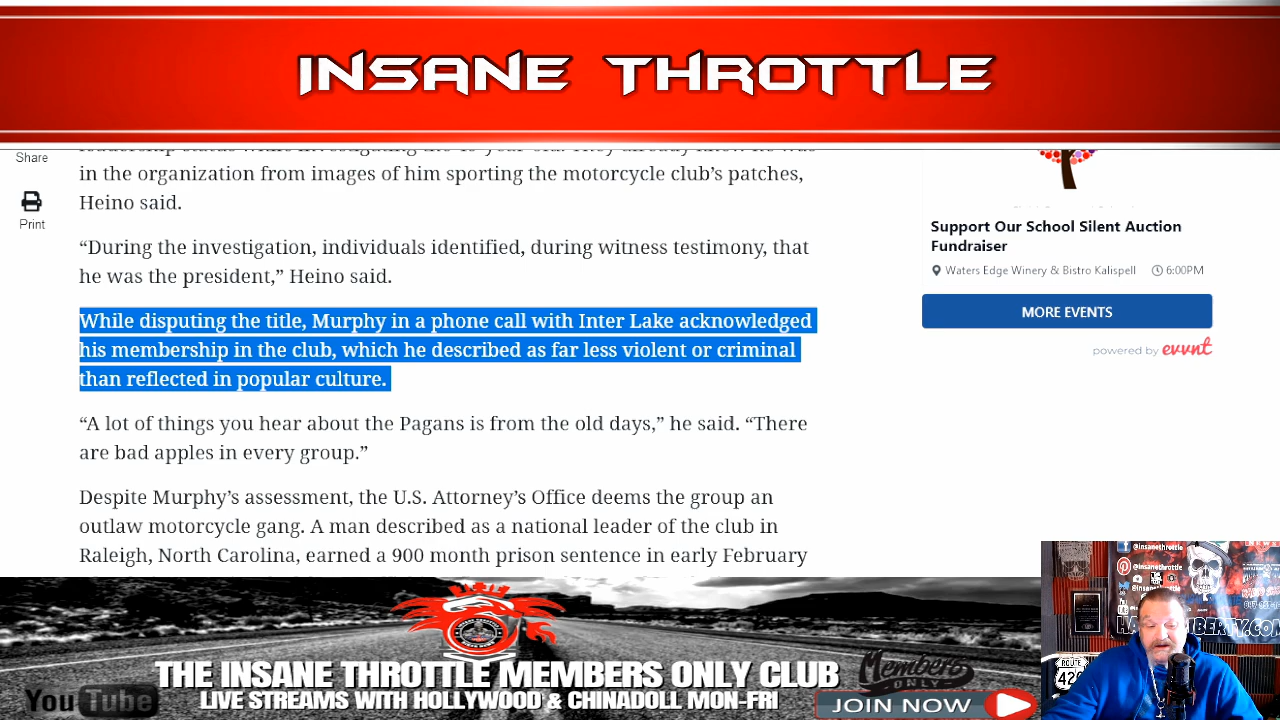 INSANE THROTTLE
Share
in the organization from images of him sporting the motorcycle club’s patches,
Heino said.
Print
“During the investigation, individuals identified, during witness testimony, that
he was the president,” Heino said.
While disputing the title, Murphy in a phone call with Inter Lake acknowledged
his membership in the club, which he described as far less violent or criminal
than reflected in popular culture.
“A lot of things you hear about the Pagans is from the old days,” he said. “There
are bad apples in every group.”
Despite Murphy’s assessment, the U.S. Attorney’s Office deems the group an
outlaw motorcycle gang. A man described as a national leader of the club in
Raleigh, North Carolina, earned a 900 month prison sentence in early February
Support Our School Silent Auction
Fundraiser
Waters Edge Winery & Bistro Kalispell 6:00PM
MORE EVENTS
powered by evvnt
THE INSANE THROTTLE MEMBERS ONLY CLUB
LIVE STREAMS WITH HOLLYWOOD & CHINADOLL MON-FRI
YouTube
Members
ONLY
JOIN NOW
@insanethrottle
@insanethrottle
ROUTE
420